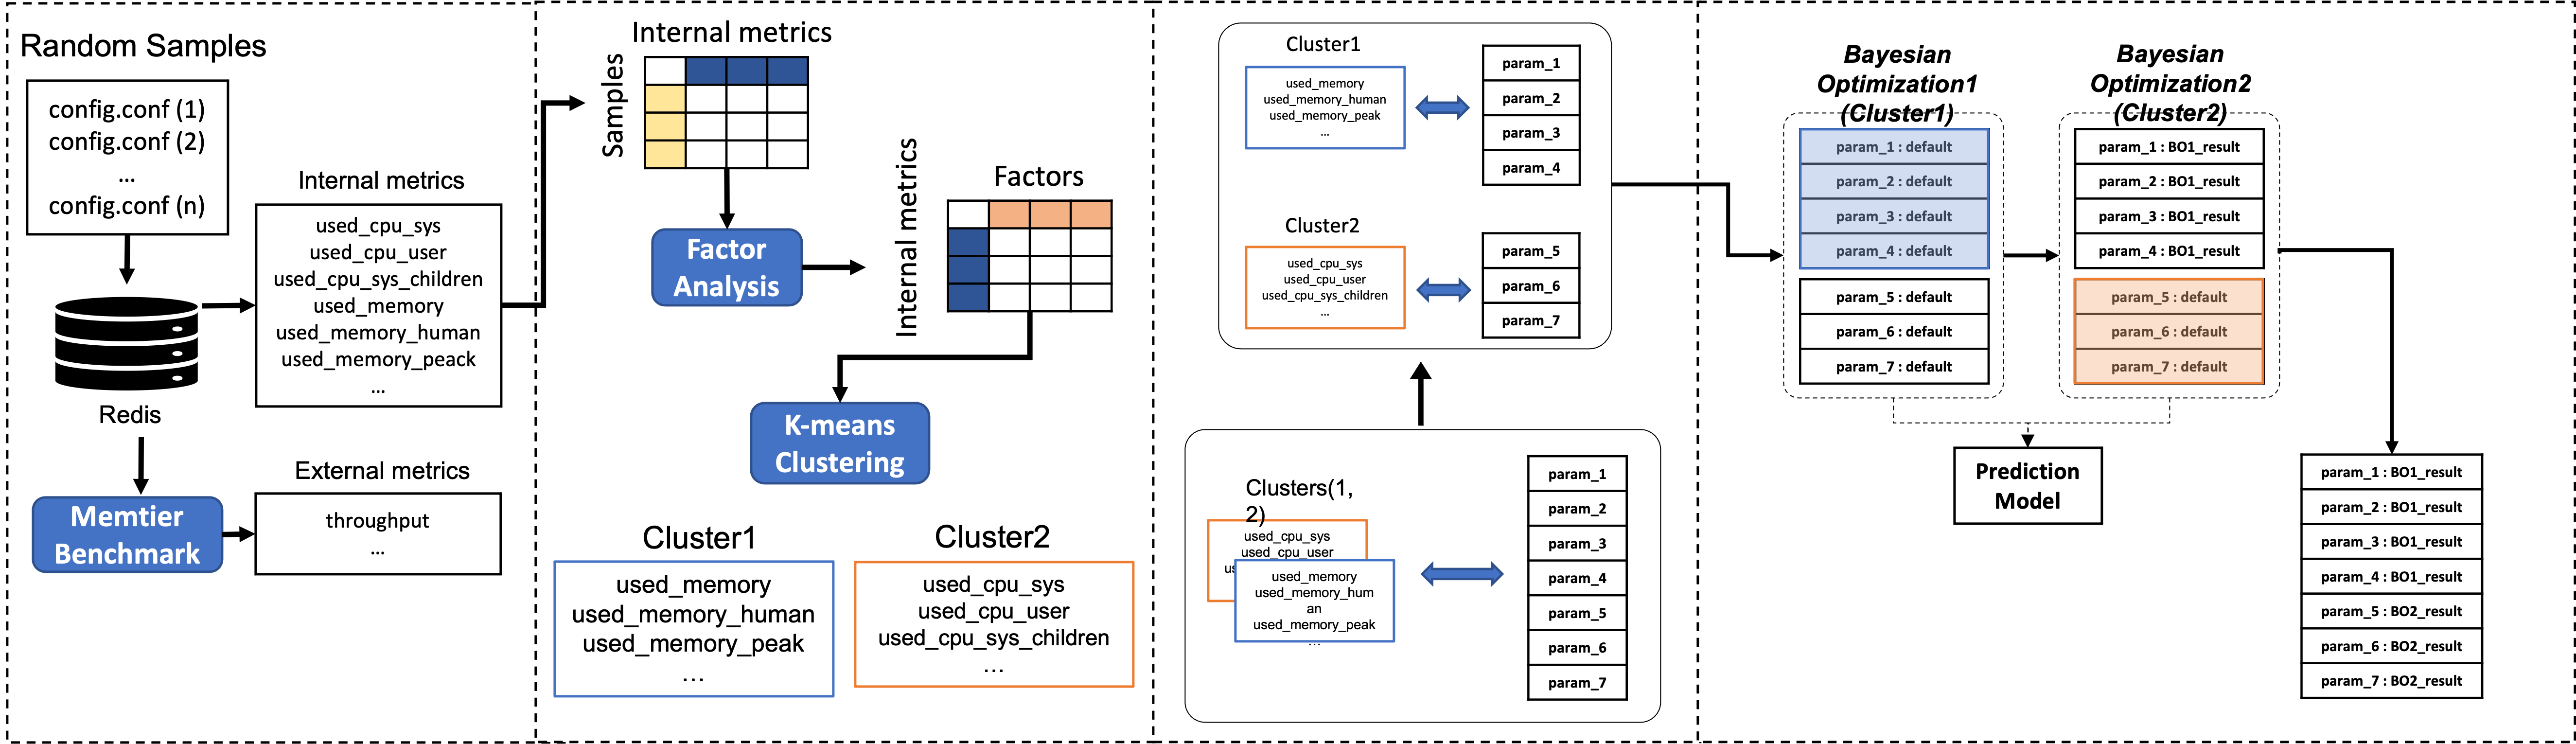 Random Samples
config.conf (1)
config.conf (2)
...
config.conf (n)
Redis
Memtier
Benchmark
Internal metrics
used_cpu_sys
used_cpu_user
used_cpu_sys_children
used_memory
used_memory_human
used_memory_peack
...
External metrics
throughput
...
Internal metrics
Samples
Factor
Analysis
Factors
Internal metrics
K-means
Clustering
Cluster1
used_memory
used_memory_human
used_memory_peak
...
Cluster2
used_cpu_sys
used_cpu_user
used_cpu_sys_children
...
Cluster1
used_memory
used_memory_human
used_memory_peak
...
param_1
param_2
param_3
param_4
Cluster2
used_cpu_sys
used_cpu_user
used_cpu_sys_children
...
param_5
param_6
param_7
Clusters(1,
2)
used_cpu_sys
used_cpu_user
us
used_memory
used_memory_hum
an
used_memory_peak
...
param_1
param_2
param_3
param_4
param_5
param_6
param_7
Bayesian
Optimization1
(Cluster1)
param_1 : default
param_2 : default
param_3 : default
param_4 : default
param_5 : default
param_6 : default
param_7 : default
Bayesian
Optimization2
(Cluster2)
param_1 : BO1_result
param_2 : BO1_result
param_3 : BO1_result
param_4 : BO1_result
param_5 : default
param_6 : default
param_7 : default
Prediction
Model
param_1 : BO1_result
param_2 : BO1_result
param_3 : BO1_result
param_4 : BO1_result
param_5 : BO2_result
param_6 : BO2_result
param_7 : BO2_result